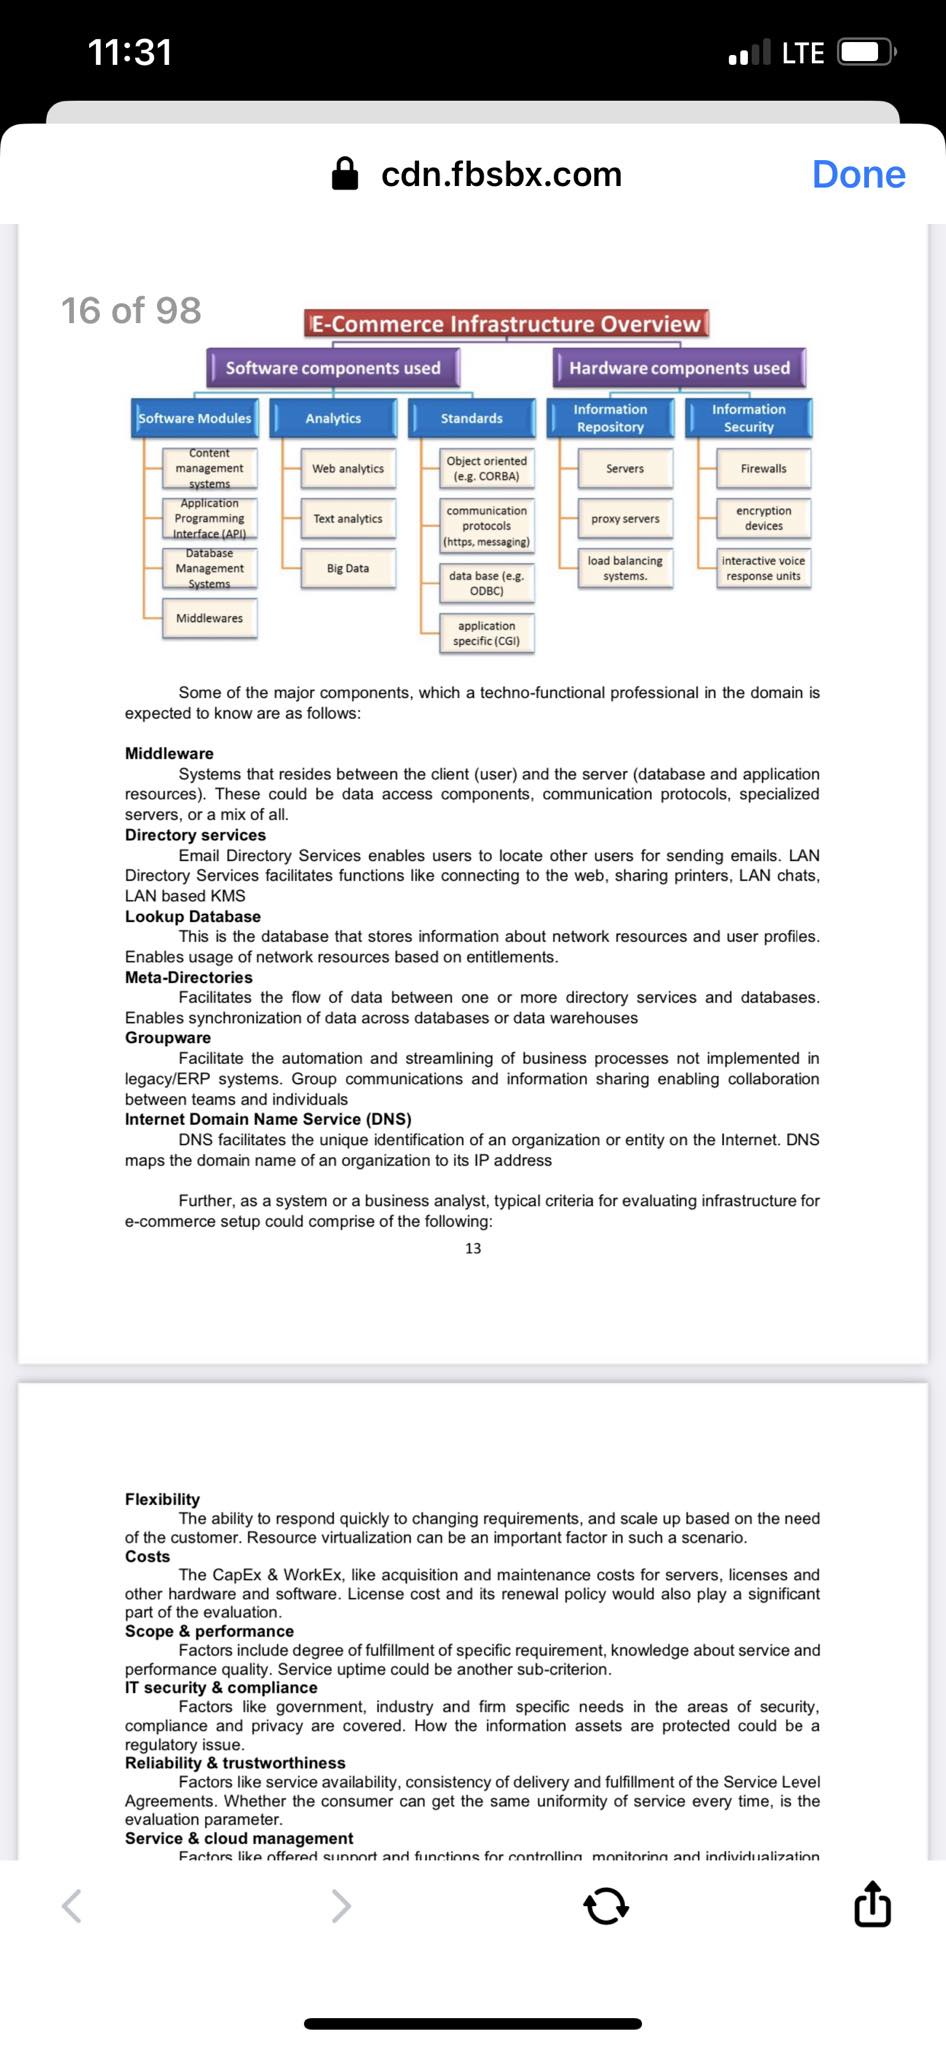 11:31
LTE
cdn.fbsbx.com
Done
16 of 98
E-Commerce Infrastructure Overview
Software components used
Hardware components used
Software Modules
Analytics
Standards
Information
Repository
Information
Security
Content
management
systems
Application
Programming
Interface (API)
Database
Management
Systems
Middlewares
Web analytics
Text analytics
Big Data
Object oriented
(e.g. CORBA)
communication
protocols
(https, messaging)
data base (e.g.
ODBC)
application
specific (CGI)
Servers
proxy servers
load balancing
systems.
Firewalls
encryption
devices
interactive voice
response units
Some of the major components, which a techno-functional professional in the domain is
expected to know are as follows:
Middleware
Systems that resides between the client (user) and the server (database and application
resources). These could be data access components, communication protocols, specialized
servers, or a mix of all.
Directory services
Email Directory Services enables users to locate other users for sending emails. LAN
Directory Services facilitates functions like connecting to the web, sharing printers, LAN chats,
LAN based KMS
Lookup Database
This is the database that stores information about network resources and user profiles.
Enables usage of network resources based on entitlements.
Meta-Directories
Facilitates the flow of data between one or more directory services and databases.
Enables synchronization of data across databases or data warehouses
Groupware
Facilitate the automation and streamlining of business processes not implemented in
legacy/ERP systems. Group communications and information sharing enabling collaboration
between teams and individuals
Internet Domain Name Service (DNS)
DNS facilitates the unique identification of an organization or entity on the Internet. DNS
maps the domain name of an organization to its IP address
Further, as a system or a business analyst, typical criteria for evaluating infrastructure for
e-commerce setup could comprise of the following:
13
Flexibility
The ability to respond quickly to changing requirements, and scale up based on the need
of the customer. Resource virtualization can be an important factor in such a scenario.
Costs
The CapEx & WorkEx, like acquisition and maintenance costs for servers, licenses and
other hardware and software. License cost and its renewal policy would also play a significant
part of the evaluation.
Scope & performance
Factors include degree of fulfillment of specific requirement, knowledge about service and
performance quality. Service uptime could be another sub-criterion.
IT security & compliance
Factors like government, industry and firm specific needs in the areas of security,
compliance and privacy are covered. How the information assets are protected could be a
regulatory issue.
Reliability & trustworthiness
Factors like service availability, consistency of delivery and fulfillment of the Service Level
Agreements. Whether the consumer can get the same uniformity of service every time, is the
evaluation parameter.
Service & cloud management
Factors like offered support and functions for controlling, monitoring and individualization